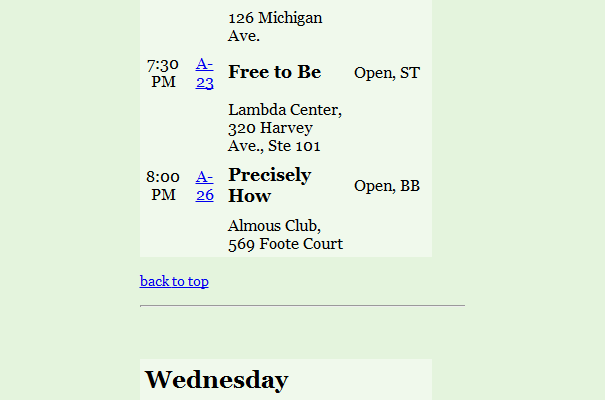 126 Michigan
Ave.
7:30
PM
A-
23
Free to Be
Open, ST
Lambda Center,
320 Harvey
Ave., Ste 101
8:00
PM
A-
26
Precisely
How
Open, BB
Almous Club,
569 Foote Court
back to top
Wednesday